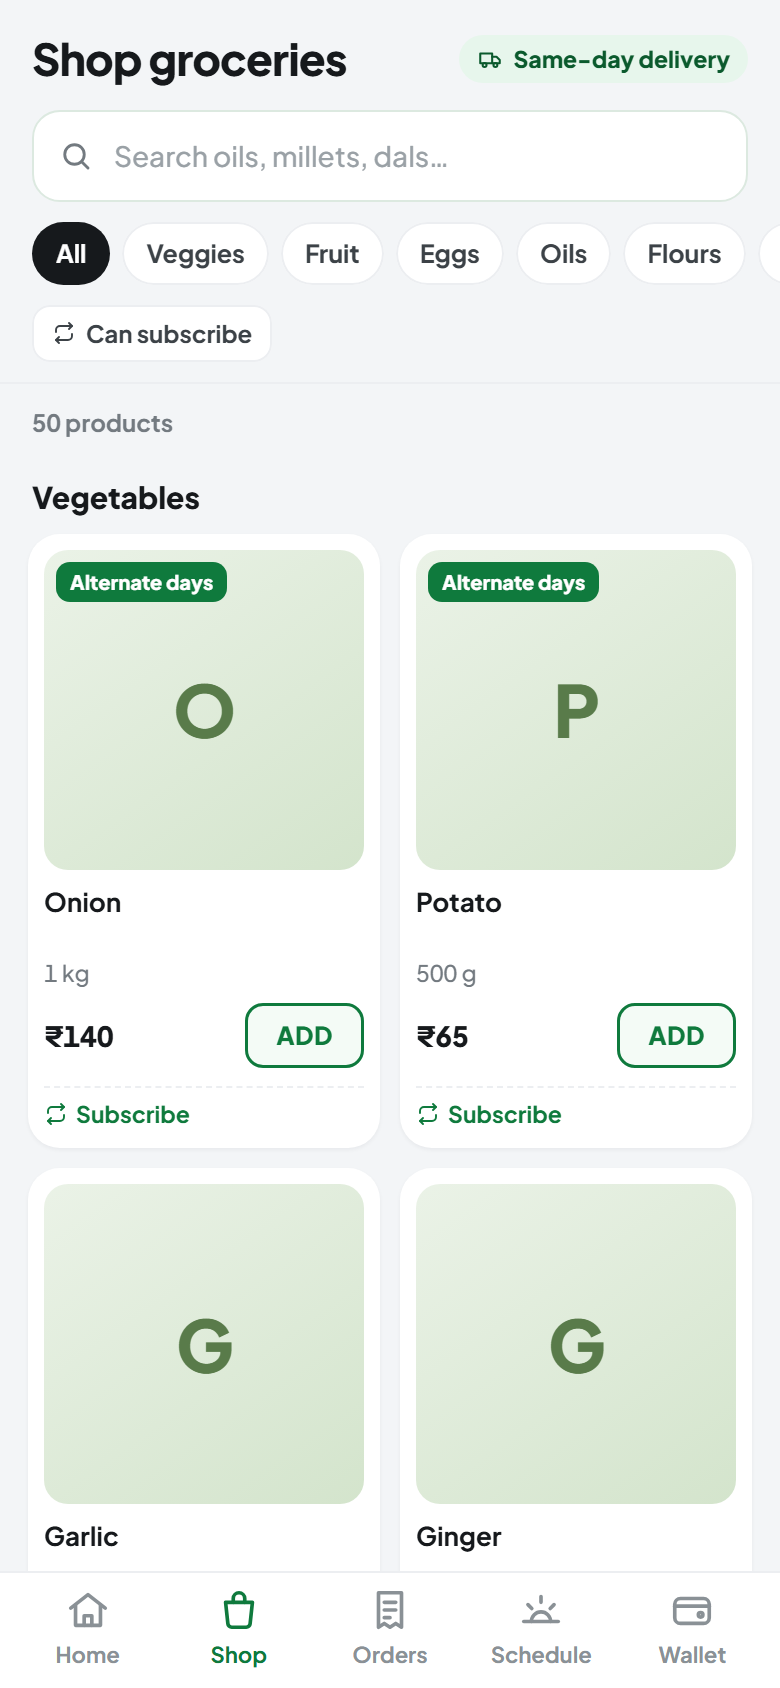 Shop groceries
Same-day delivery
Search oils, millets, dals...
All Veggies Fruit Eggs Oils Flours
Can subscribe
50 products
Vegetables
Alternate days
O
Onion
1 kg
₹140 ADD
Subscribe
Alternate days
P
Potato
500 g
₹65 ADD
Subscribe
G
Garlic
G
Ginger
Home Shop Orders Schedule Wallet